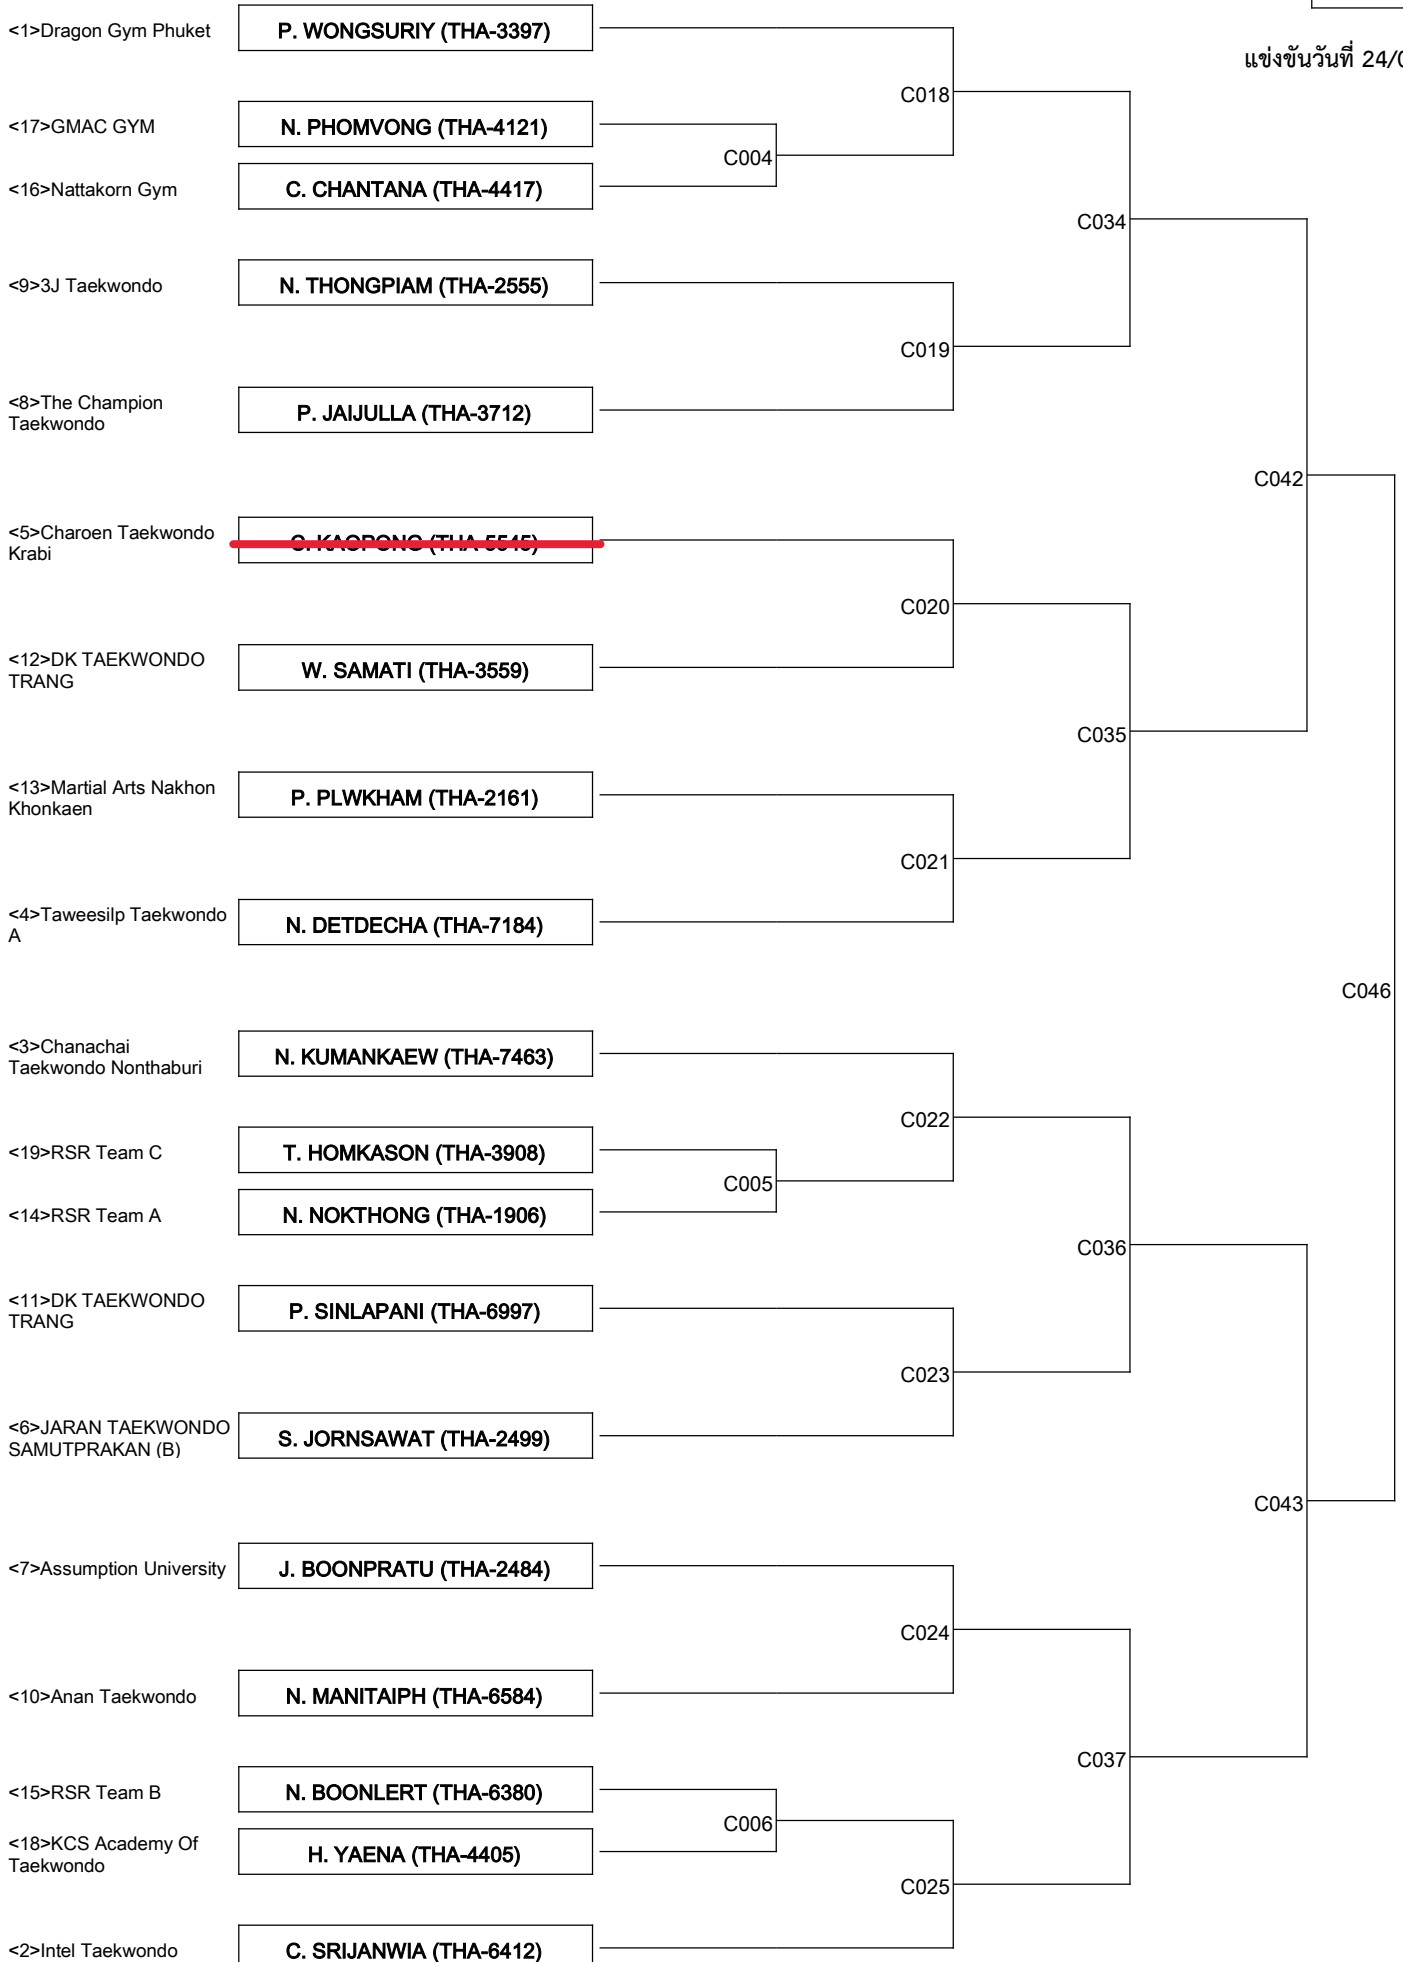 <1>Dragon Gym Phuket
P. WONGSURIY (THA-3397)
แข่งขันวันที่ 24/0
C018
<17>GMAC GYM
N. PHOMVONG (THA-4121)
C004
<16>Nattakorn Gym
C. CHANTANA (THA-4417)
C034
<9>3J Taekwondo
N. THONGPIAM (THA-2555)
C019
<8>The Champion
Taekwondo
P. JAIJULLA (THA-3712)
C042
<5>Charoen Taekwondo
Krabi
KAOPONG (THA-5545)
C020
<12>DK TAEKWONDO
TRANG
W. SAMATI (THA-3559)
C035
<13>Martial Arts Nakhon
Khonkaen
P. PLWKHAM (THA-2161)
C021
<4>Taweesilp Taekwondo
A
N. DETDECHA (THA-7184)
C046
<3>Chanachai
Taekwondo Nonthaburi
N. KUMANKAEW (THA-7463)
C022
<19>RSR Team C
T. HOMKASON (THA-3908)
C005
<14>RSR Team A
N. NOKTHONG (THA-1906)
C036
<11>DK TAEKWONDO
TRANG
P. SINLAPANI (THA-6997)
C023
<6>JARAN TAEKWONDO
SAMUTPRAKAN (B)
S. JORNSAWAT (THA-2499)
C043
<7>Assumption University
J. BOONPRATU (THA-2484)
C024
<10>Anan Taekwondo
N. MANITAIPH (THA-6584)
C037
<15>RSR Team B
N. BOONLERT (THA-6380)
C006
<18>KCS Academy Of
Taekwondo
H. YAENA (THA-4405)
C025
<2>Intel Taekwondo
C. SRIJANWIA (THA-6412)